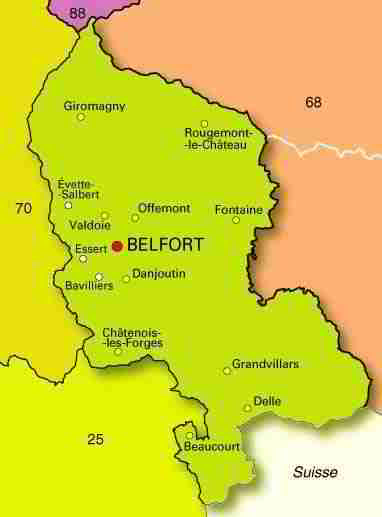 88
Giromagny
68
Rougemont-
-le-Château
Évette-
Salbert
70
Offemont
Fontaine
Valdoie
BELFORT
Essert
Danjoutin
Bavilliers
Châtenois-
-les-Forges
Grandvillars
Delle
25
Beaucourt
Suisse